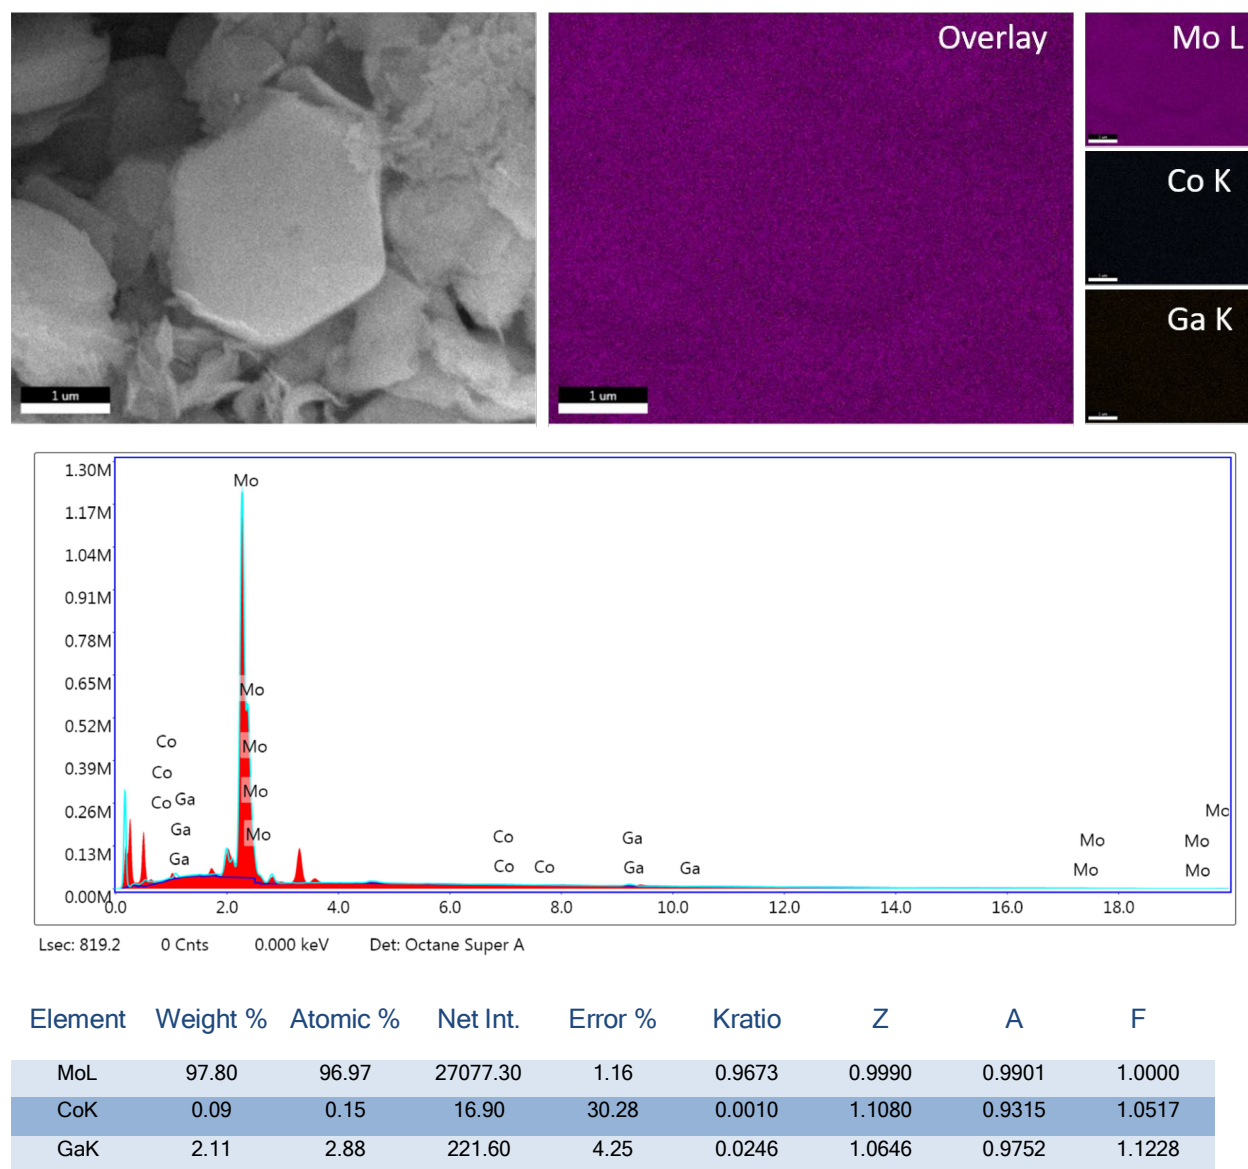 Overlay
Mo L
Co K
Ga K
1 um
1 um
1.30M
1.17M
1.04M
0.91M
0.78M
0.65M
0.52M
0.39M
0.26M
0.13M
0.00M
Mo
Mo
Mo
Mo
Mo
Co
Co
Co Ga
Ga
Ga
Co
Co Co
Ga
Ga Ga
Mo
Mo
Mo
Mo
Mo
0.0 2.0 4.0 6.0 8.0 10.0 12.0 14.0 16.0 18.0
Lsec: 819.2 0 Cnts 0.000 keV Det: Octane Super A
Element Weight % Atomic % Net Int. Error % Kratio Z A F
MoL 97.80 96.97 27077.30 1.16 0.9673 0.9990 0.9901 1.0000
CoK 0.09 0.15 16.90 30.28 0.0010 1.1080 0.9315 1.0517
GaK 2.11 2.88 221.60 4.25 0.0246 1.0646 0.9752 1.1228